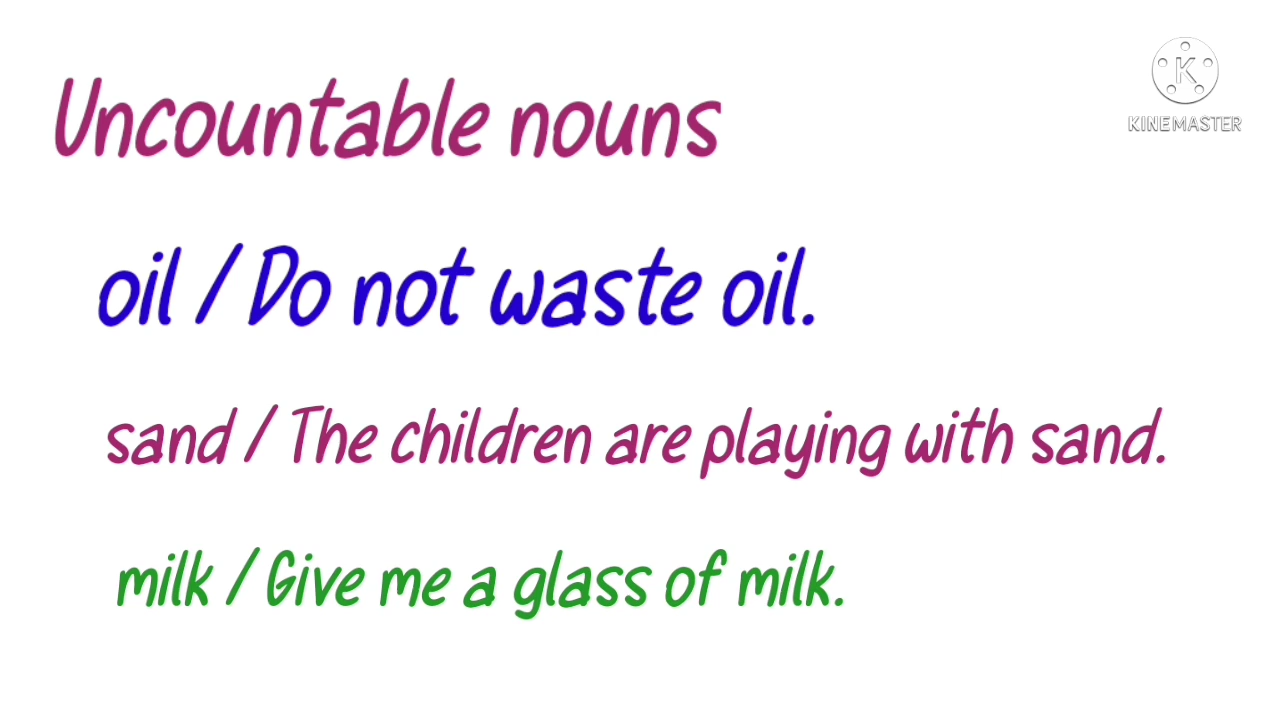 Uncountable nouns
KINEMASTER
oil / Do not waste oil.
sand / The children are playing with sand.
milk / Give me a glass of milk.